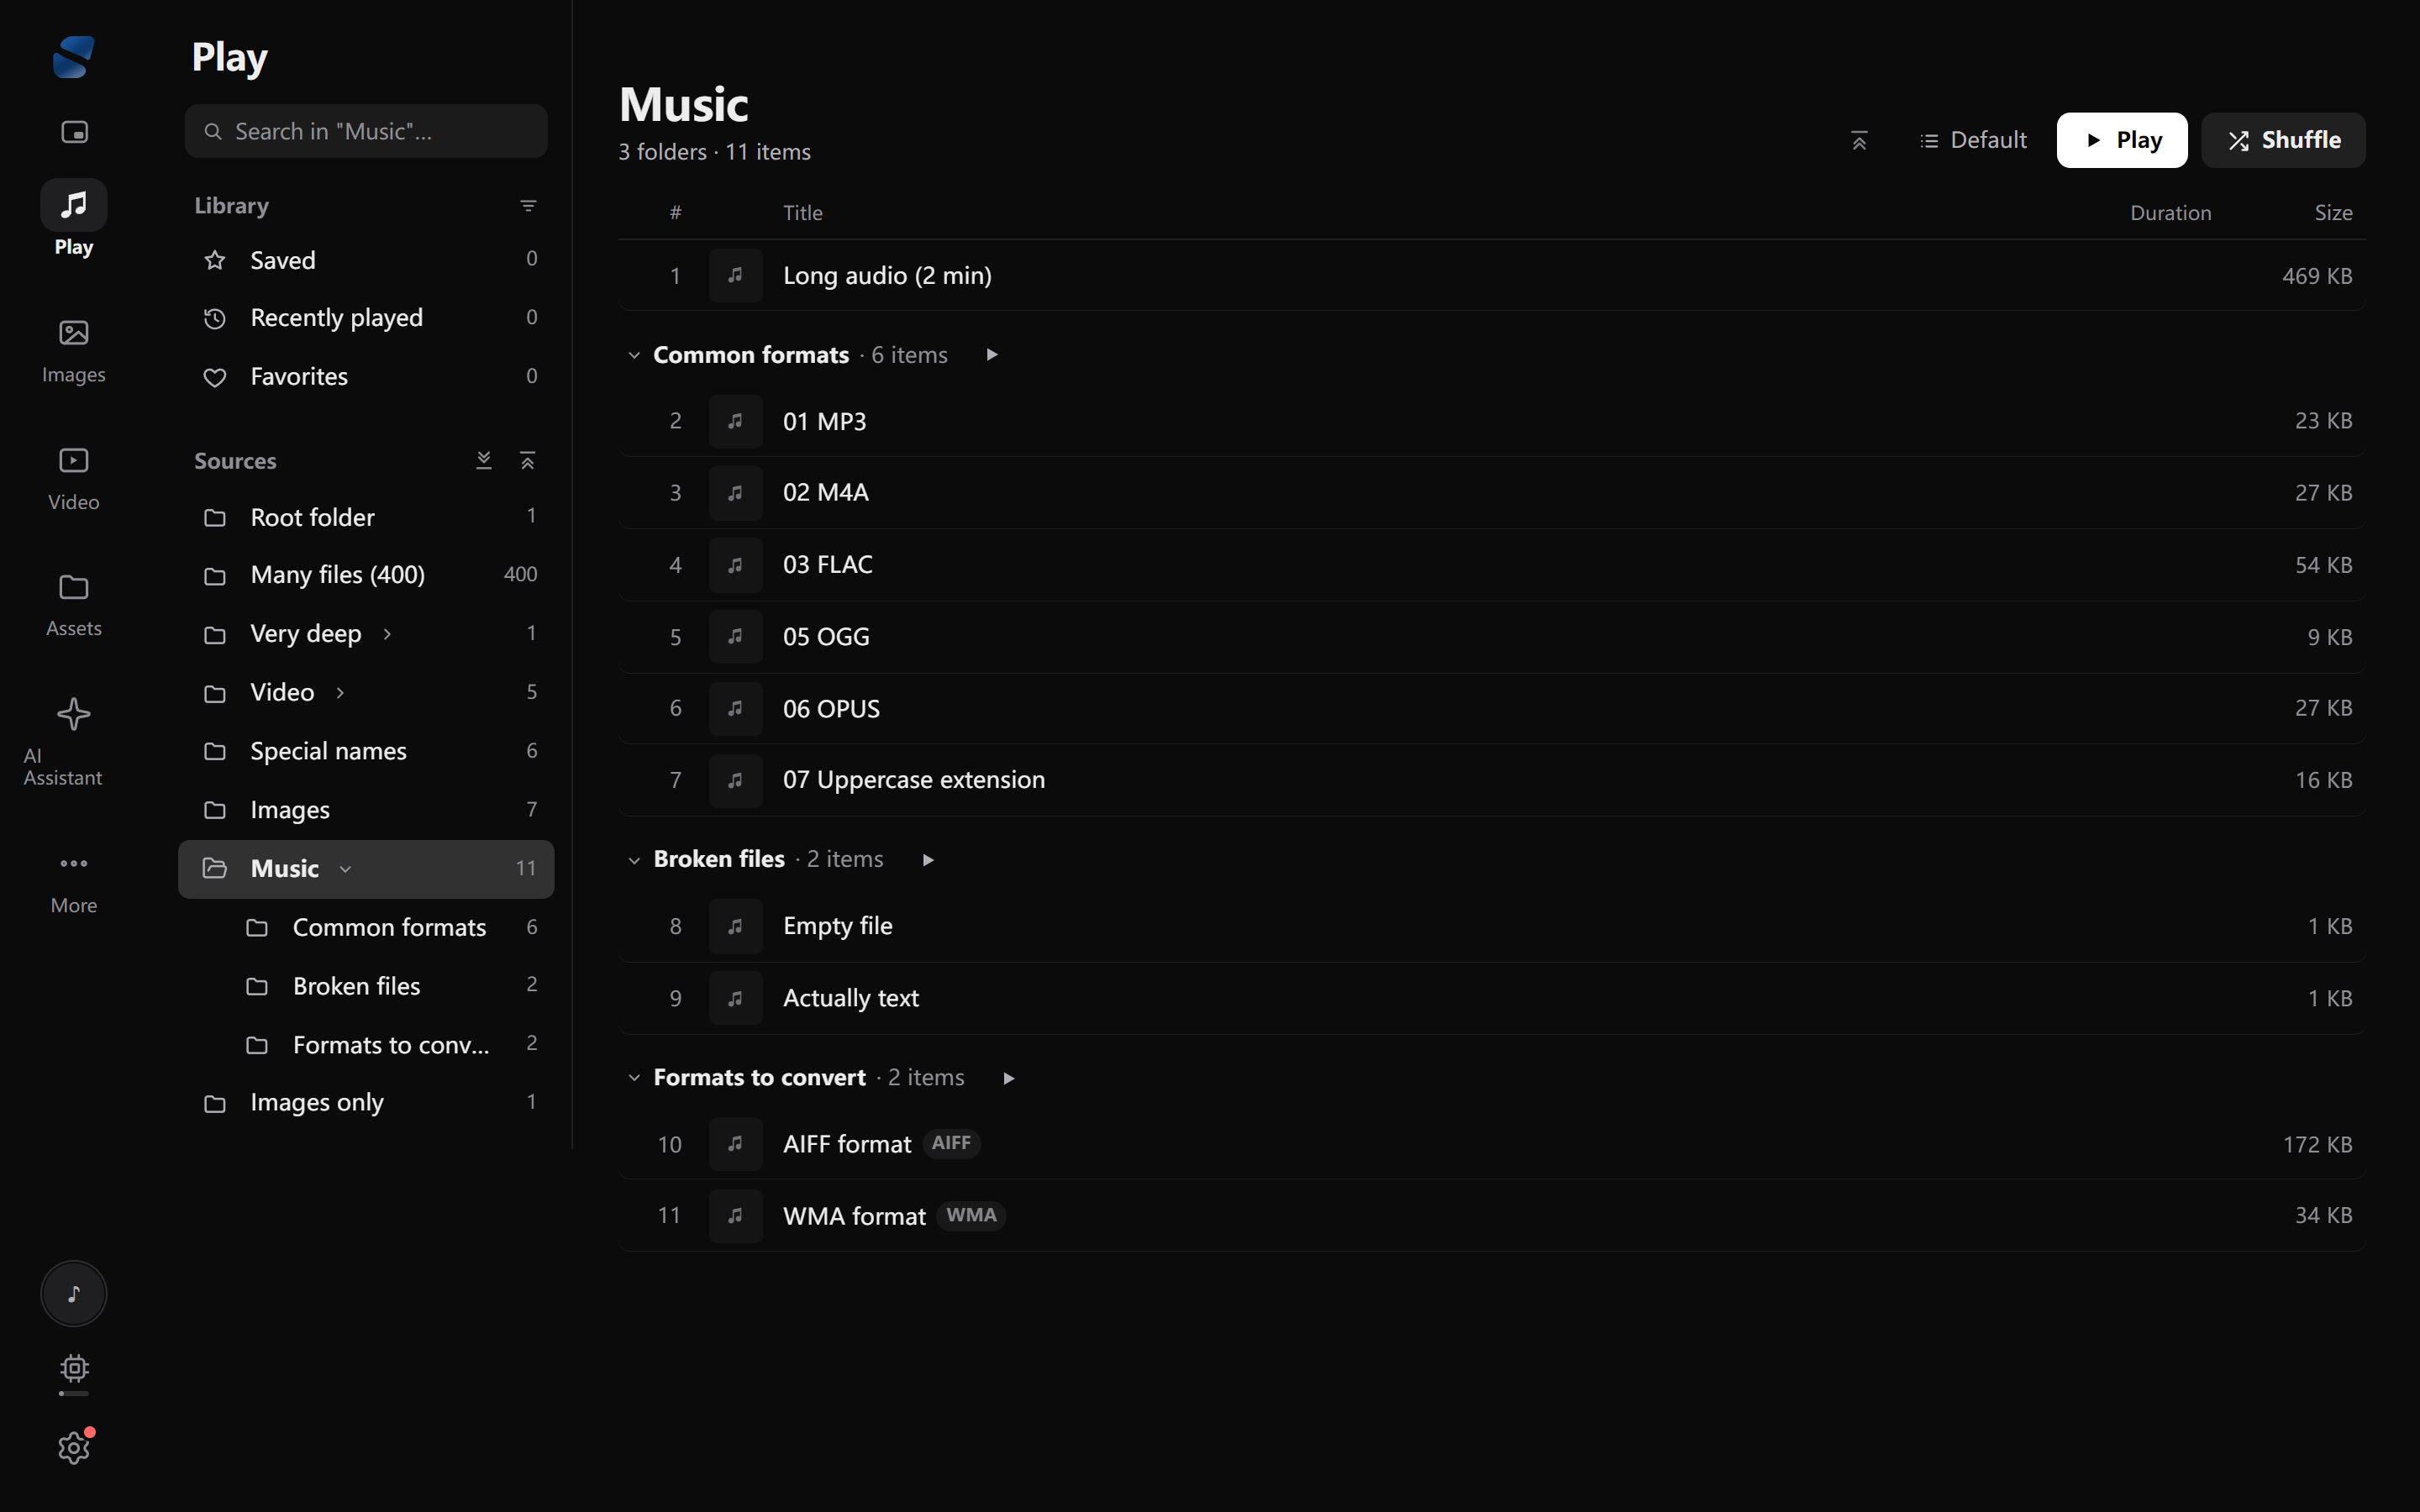 Play
Search in "Music"...
Library
Saved 0
Recently played 0
Favorites 0
Sources
Root folder 1
Many files (400) 400
Very deep 1
Video 5
Special names 6
Images 7
Music 11
Common formats 6
Broken files 2
Formats to conv... 2
Images only 1
Play
Images
Video
Assets
AI
Assistant
More
Music
3 folders · 11 items
Default
Play
Shuffle
# Title Duration Size
1 Long audio (2 min) 469 KB
Common formats · 6 items
2 01 MP3 23 KB
3 02 M4A 27 KB
4 03 FLAC 54 KB
5 05 OGG 9 KB
6 06 OPUS 27 KB
7 07 Uppercase extension 16 KB
Broken files · 2 items
8 Empty file 1 KB
9 Actually text 1 KB
Formats to convert · 2 items
10 AIFF format AIFF 172 KB
11 WMA format WMA 34 KB